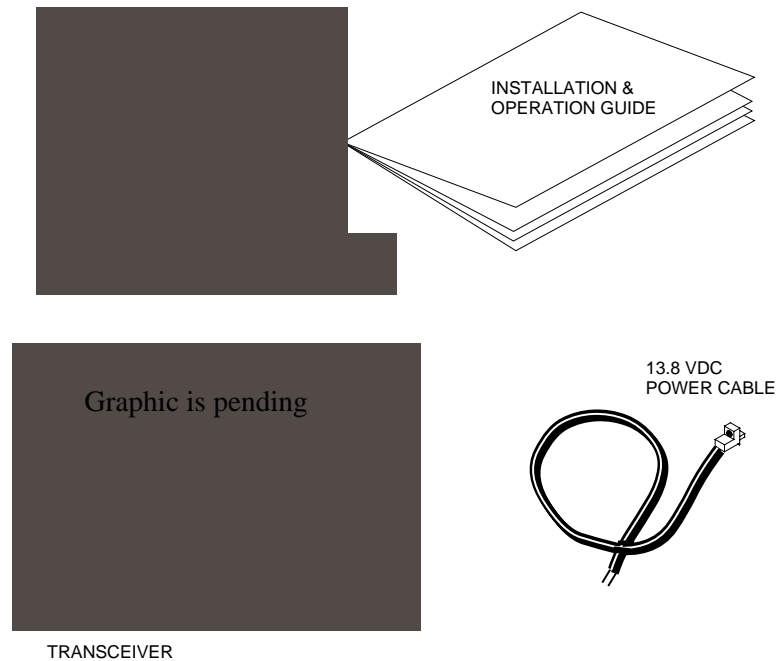 INSTALLATION &
OPERATION GUIDE
Graphic is pending
13.8 VDC
POWER CABLE
TRANSCEIVER